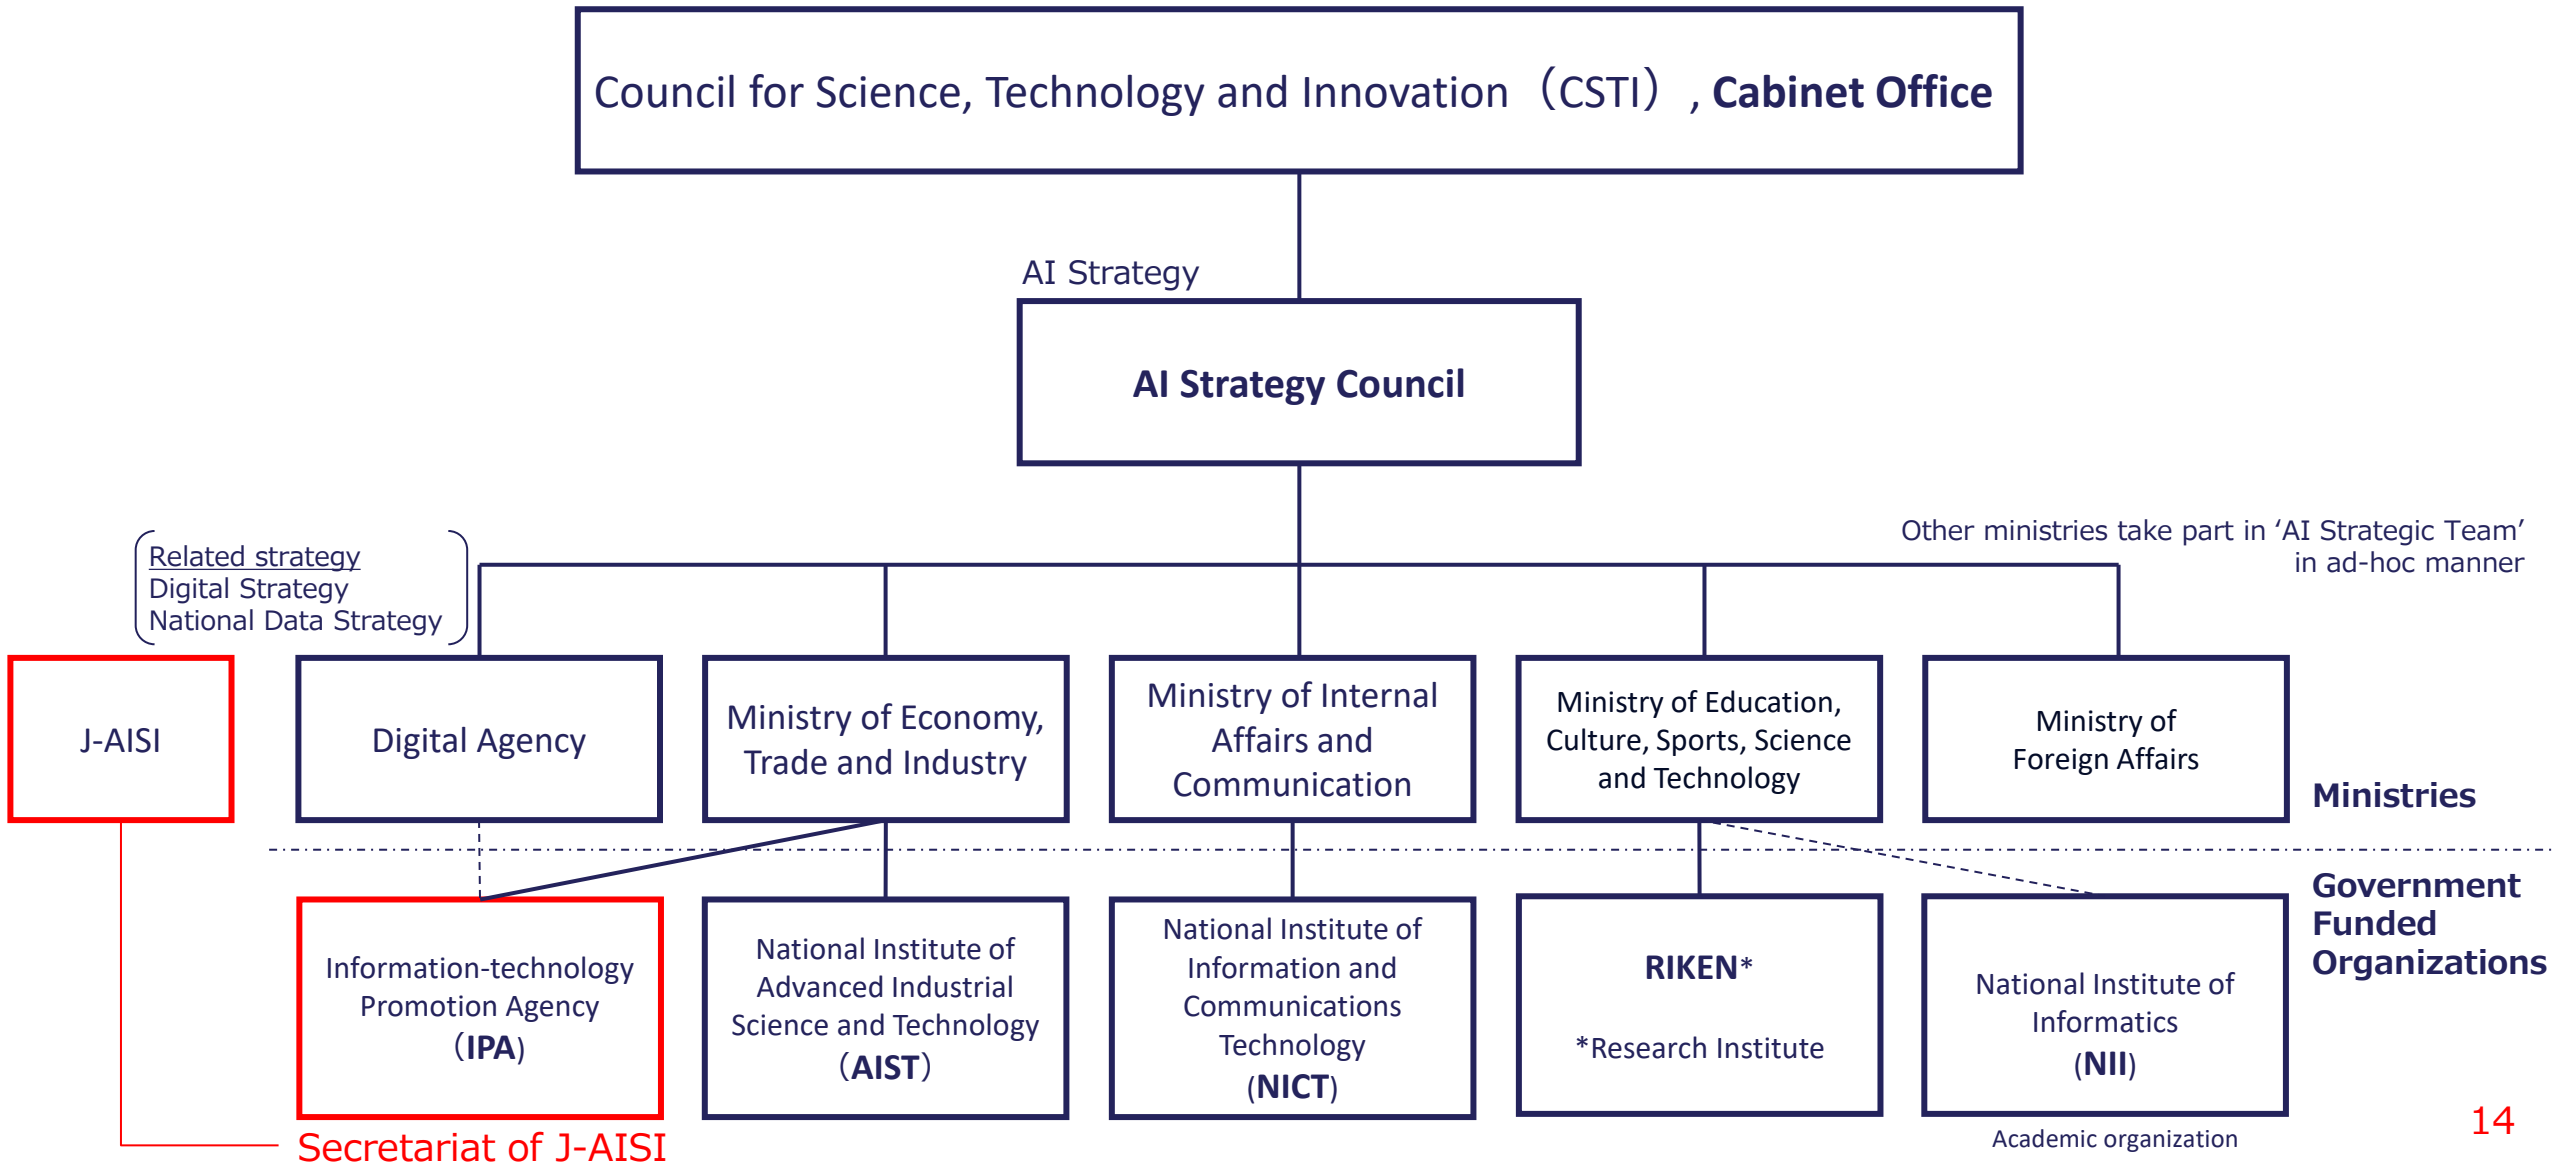 Council for Science, Technology and Innovation（CSTI）, Cabinet Office
AI Strategy
AI Strategy Council
Related strategy
Digital Strategy
National Data Strategy
Other ministries take part in ‘AI Strategic Team’
in ad-hoc manner
J-AISI
Digital Agency
Ministry of Economy,
Trade and Industry
Ministry of Internal
Affairs and
Communication
Ministry of Education,
Culture, Sports, Science
and Technology
Ministry of
Foreign Affairs
Ministries
Government
Funded
Organizations
Information-technology
Promotion Agency
（IPA)
National Institute of
Advanced Industrial
Science and Technology
（AIST）
National Institute of
Information and
Communications
Technology
(NICT)
RIKEN*
*Research Institute
National Institute of
Informatics
(NII)
Academic organization
Secretariat of J-AISI
14